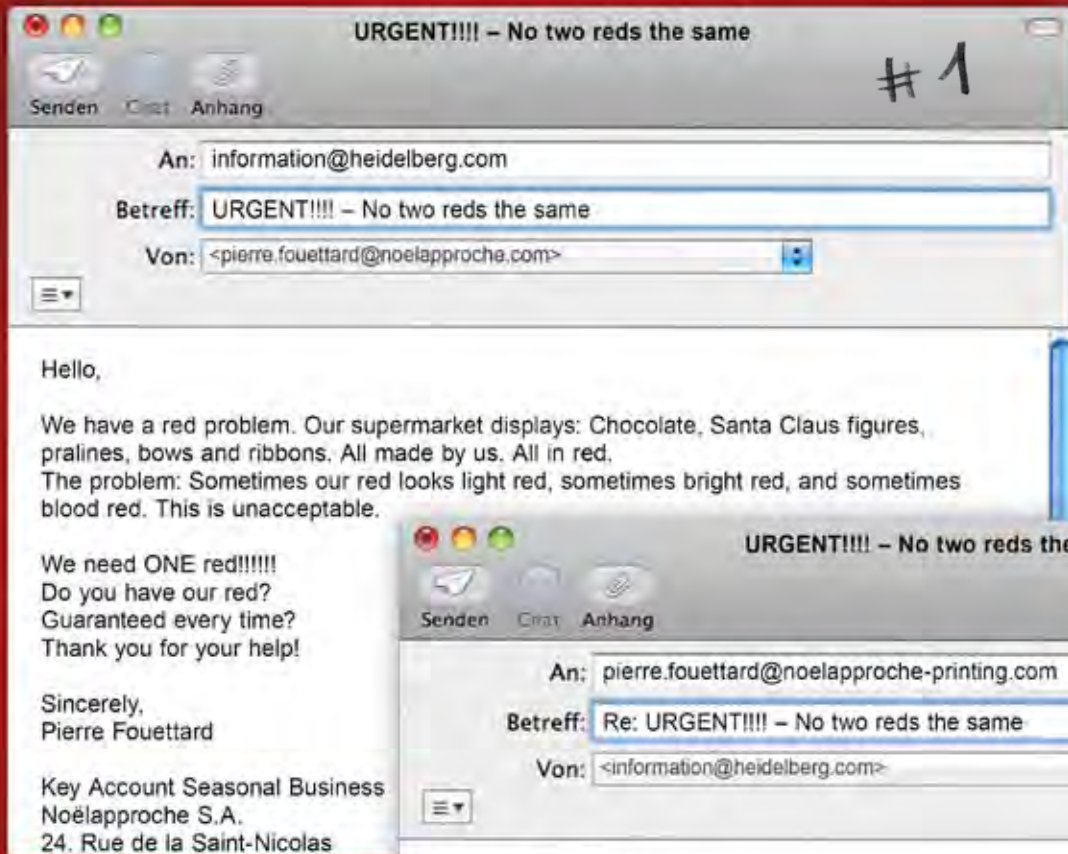 URGENT!!!! – No two reds the same
#1
Senden Chat Anhang
An: information@heidelberg.com
Betreff: URGENT!!!! – No two reds the same
Von: <pierre.fouettard@noelapproche.com>
Hello,
We have a red problem. Our supermarket displays: Chocolate, Santa Claus figures,
pralines, bows and ribbons. All made by us. All in red.
The problem: Sometimes our red looks light red, sometimes bright red, and sometimes
blood red. This is unacceptable.
We need ONE red!!!!!!
Do you have our red?
Guaranteed every time?
Thank you for your help!
Sincerely,
Pierre Fouettard
Key Account Seasonal Business
Noëlapproche S.A.
24. Rue de la Saint-Nicolas
URGENT!!!! – No two reds the
Senden Chat Anhang
An: pierre.fouettard@noelapproche-printing.com
Betreff: Re: URGENT!!!! – No two reds the same
Von: <information@heidelberg.com>